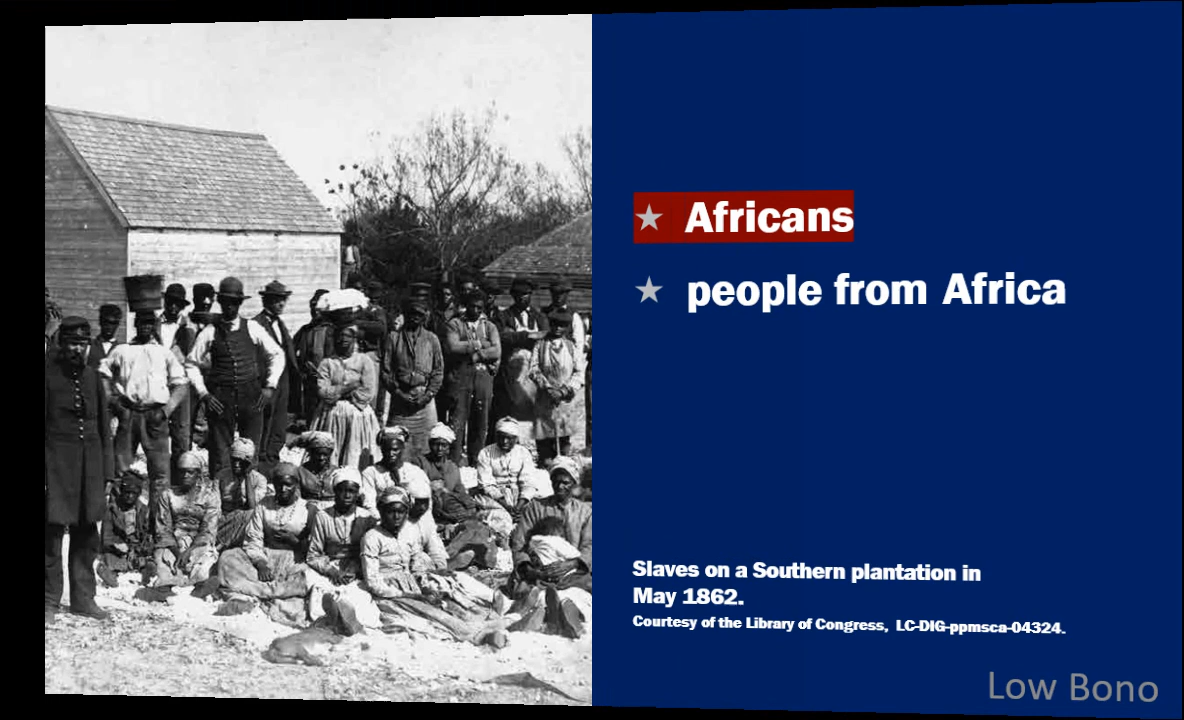 Africans
people from Africa
Slaves on a Southern plantation in
May 1862.
Courtesy of the Library of Congress, LC-DIG-ppmsca-04324.
Low Bono